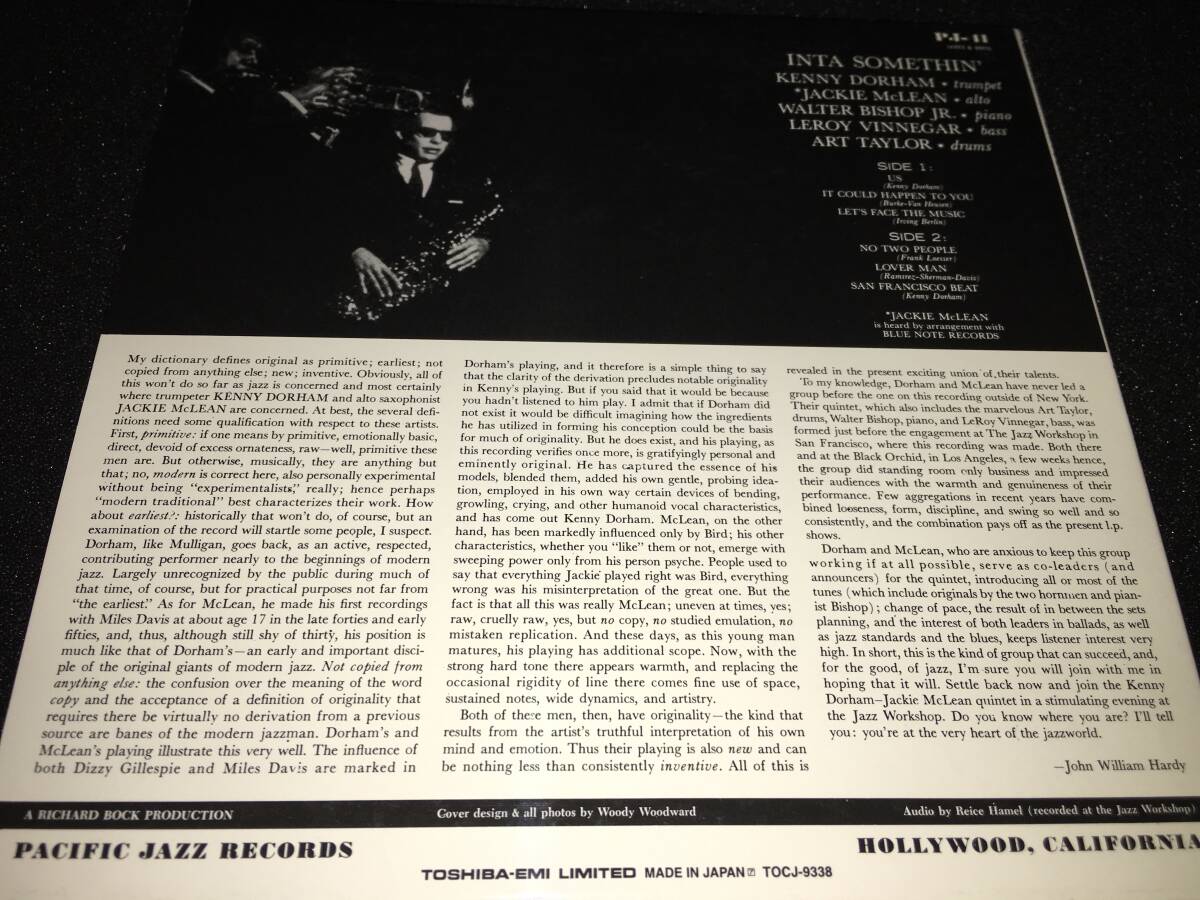 PJ-41
INTA SOMETHIN'
KENNY DORHAM • trumpet
*JACKIE McLEAN • alto
WALTER BISHOP JR. • piano
LEROY VINNEGAR • bass
ART TAYLOR • drums
SIDE 1:
US
(Kenny Dorham)
IT COULD HAPPEN TO YOU
(Burke-Van Heusen)
LET'S FACE THE MUSIC
(Irving Berlin)
SIDE 2:
NO TWO PEOPLE
(Frank Loesser)
LOVER MAN
(Ramirez-Sherman-Davis)
SAN FRANCISCO BEAT
(Kenny Dorham)
*JACKIE McLEAN
is heard by arrangement with
BLUE NOTE RECORDS
My dictionary defines original as primitive; earliest; not
copied from anything else; new; inventive. Obviously, all of
this won't do so far as jazz is concerned and most certainly
where trumpeter KENNY DORHAM and alto saxophonist
JACKIE McLEAN are concerned. At best, the several defi-
nitions need some qualification with respect to these artists.
First, primitive: if one means by primitive, emotionally basic,
direct, devoid of excess ornateness, raw—well, primitive these
men are. But otherwise, musically, they are anything but
that; no, modern is correct here, also personally experimental
without being "experimentalists," really; hence perhaps
"modern traditional" best characterizes their work. How
about earliest?: historically that won't do, of course, but an
examination of the record will startle some people, I suspect.
Dorham, like Mulligan, goes back, as an active, respected,
contributing performer nearly to the beginnings of modern
jazz. Largely unrecognized by the public during much of
that time, of course, but for practical purposes not far from
"the earliest." As for McLean, he made his first recordings
with Miles Davis at about age 17 in the late forties and early
fifties, and, thus, although still shy of thirty, his position is
much like that of Dorham's—an early and important disci-
ple of the original giants of modern jazz. Not copied from
anything else: the confusion over the meaning of the word
copy and the acceptance of a definition of originality that
requires there be virtually no derivation from a previous
source are banes of the modern jazzman. Dorham's and
McLean's playing illustrate this very well. The influence of
both Dizzy Gillespie and Miles Davis are marked in
Dorham's playing, and it therefore is a simple thing to say
that the clarity of the derivation precludes notable originality
in Kenny's playing. But if you said that it would be because
you hadn't listened to him play. I admit that if Dorham did
not exist it would be difficult imagining how the ingredients
he has utilized in forming his conception could be the basis
for much of originality. But he does exist, and his playing, as
this recording verifies once more, is gratifyingly personal and
eminently original. He has captured the essence of his
models, blended them, added his own gentle, probing idea-
tion, employed in his own way certain devices of bending,
growling, crying, and other humanoid vocal characteristics,
and has come out Kenny Dorham. McLean, on the other
hand, has been markedly influenced only by Bird; his other
characteristics, whether you "like" them or not, emerge with
sweeping power only from his person psyche. People used to
say that everything Jackie played right was Bird, everything
wrong was his misinterpretation of the great one. But the
fact is that all this was really McLean; uneven at times, yes;
raw, cruelly raw, yes, but no copy, no studied emulation, no
mistaken replication. And these days, as this young man
matures, his playing has additional scope. Now, with the
strong hard tone there appears warmth, and replacing the
occasional rigidity of line there comes fine use of space,
sustained notes, wide dynamics, and artistry.
Both of these men, then, have originality—the kind that
results from the artist's truthful interpretation of his own
mind and emotion. Thus their playing is also new and can
be nothing less than consistently inventive. All of this is
revealed in the present exciting union of their talents.
To my knowledge, Dorham and McLean have never led a
group before the one on this recording outside of New York.
Their quintet, which also includes the marvelous Art Taylor,
drums, Walter Bishop, piano, and LeRoy Vinnegar, bass, was
formed just before the engagement at The Jazz Workshop in
San Francisco, where this recording was made. Both there
and at the Black Orchid, in Los Angeles, a few weeks hence,
the group did standing room only business and impressed
their audiences with the warmth and genuineness of their
performance. Few aggregations in recent years have com-
bined looseness, form, discipline, and swing so well and so
consistently, and the combination pays off as the present l.p.
shows.
Dorham and McLean, who are anxious to keep this group
working if at all possible, serve as co-leaders (and
announcers) for the quintet, introducing all or most of the
tunes (which include originals by the two hornmen and pian-
ist Bishop); change of pace, the result of in between the sets
planning, and the interest of both leaders in ballads, as well
as jazz standards and the blues, keeps listener interest very
high. In short, this is the kind of group that can succeed, and,
for the good, of jazz, I'm sure you will join with me in
hoping that it will. Settle back now and join the Kenny
Dorham–Jackie McLean quintet in a stimulating evening at
the Jazz Workshop. Do you know where you are? I'll tell
you: you're at the very heart of the jazzworld.
—John William Hardy
A RICHARD BOCK PRODUCTION
Cover design & all photos by Woody Woodward
Audio by Reice Hamel (recorded at the Jazz Workshop)
PACIFIC JAZZ RECORDS
HOLLYWOOD, CALIFORNIA
TOSHIBA-EMI LIMITED MADE IN JAPAN TOCJ-9338